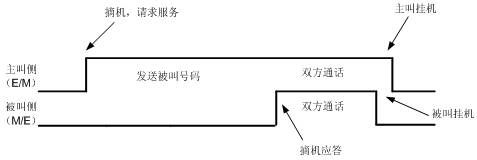 摘机，请求服务
主叫挂机
主叫侧
（E/M）
发送被叫号码
双方通话
被叫侧
（M/E）
双方通话
被叫挂机
摘机应答